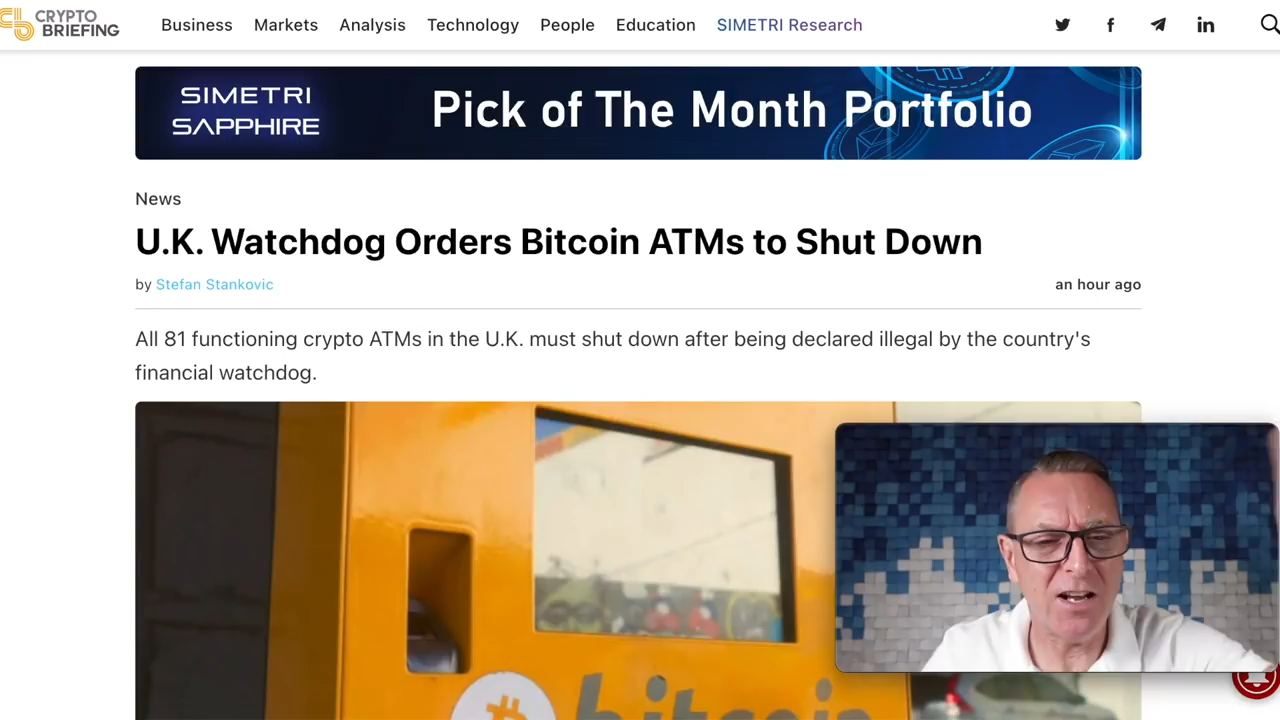 CRYPTO
BRIEFING
Business Markets Analysis Technology People Education SIMETRI Research
SIMETRI
SAPPHIRE
Pick of The Month Portfolio
News
U.K. Watchdog Orders Bitcoin ATMs to Shut Down
by Stefan Stankovic
an hour ago
All 81 functioning crypto ATMs in the U.K. must shut down after being declared illegal by the country's
financial watchdog.
bitcoin